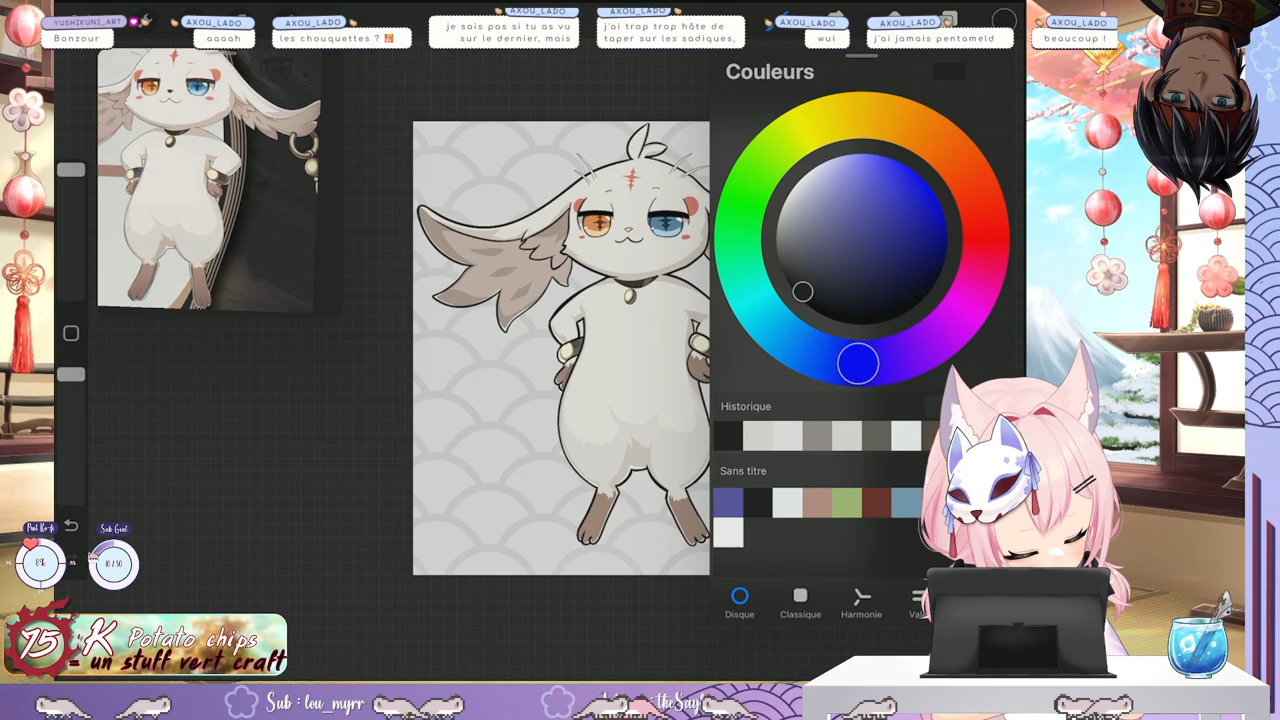 YUSHIKUNI_ART
Bonzour
AXOU_LADO
aaaah
AXOU_LADO
les chouquettes ?
AXOU_LADO
je sais pas si tu as vu
sur le dernier, mais
AXOU_LADO
j'ai trop trop hâte de
taper sur les sadiques,
AXOU_LADO
wui
AXOU_LADO
j'ai jamais pentameld
AXOU_LADO
beaucoup !
Couleurs
Historique
Sans titre
Disque
Classique
Harmonie
Sub Goal
8%
10 / 50
75 K Potato chips
= un stuff vert craft
Sub : lou_myrr